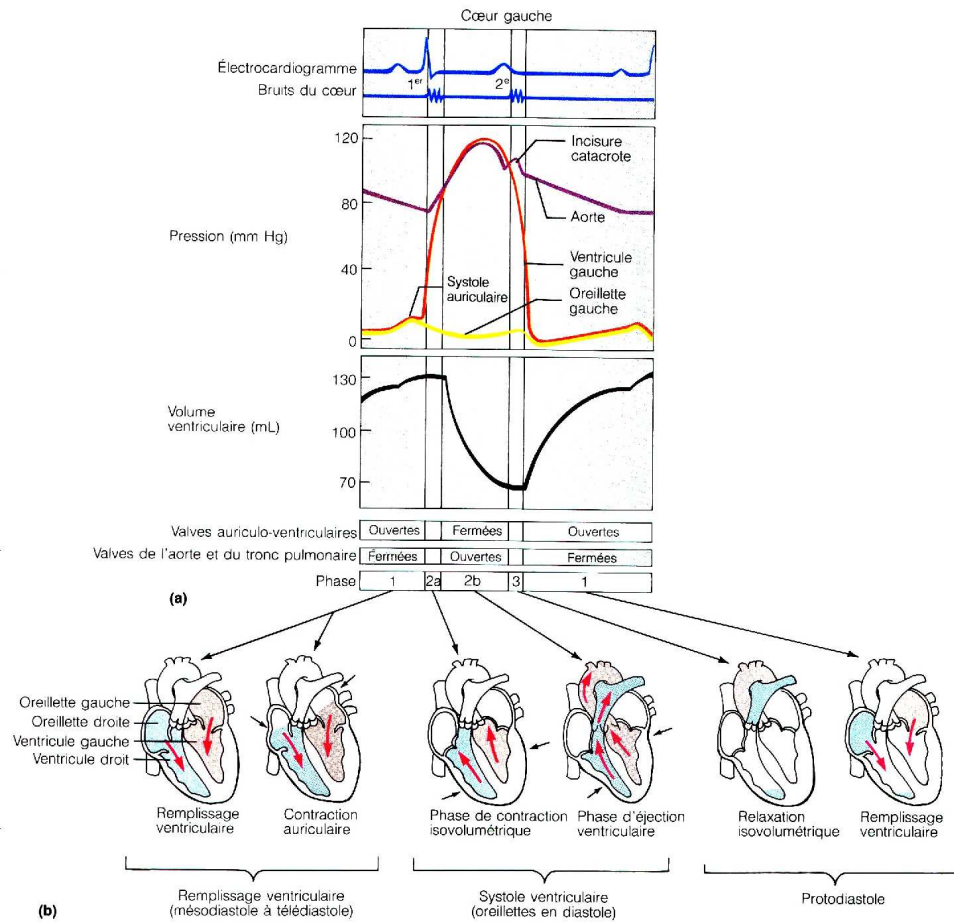 Cœur gauche
Électrocardiogramme
1er
2e
Bruits du cœur
120
80
40
0
Pression (mm Hg)
Incisure
catacrote
Aorte
Ventricule
gauche
Systole
auriculaire
Oreillette
gauche
130
100
70
Volume
ventriculaire (mL)
Valves auriculo-ventriculaires
Ouvertes
Fermées
Ouvertes
Valves de l'aorte et du tronc pulmonaire
Fermées
Ouvertes
Fermées
Phase
1
2a
2b
3
1
(a)
Oreillette gauche
Oreillette droite
Ventricule gauche
Ventricule droit
Remplissage
ventriculaire
Contraction
auriculaire
Phase de contraction
isovolumétrique
Phase d'éjection
ventriculaire
Relaxation
isovolumétrique
Remplissage
ventriculaire
(b)
Remplissage ventriculaire
(mésodiastole à télédiastole)
Systole ventriculaire
(oreillettes en diastole)
Protodiastole